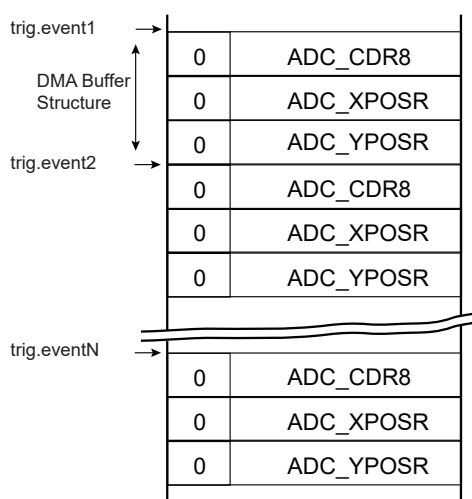 trig.event1
0 ADC_CDR8
DMA Buffer
Structure
0 ADC_XPOSR
0 ADC_YPOSR
trig.event2
0 ADC_CDR8
0 ADC_XPOSR
0 ADC_YPOSR
trig.eventN
0 ADC_CDR8
0 ADC_XPOSR
0 ADC_YPOSR